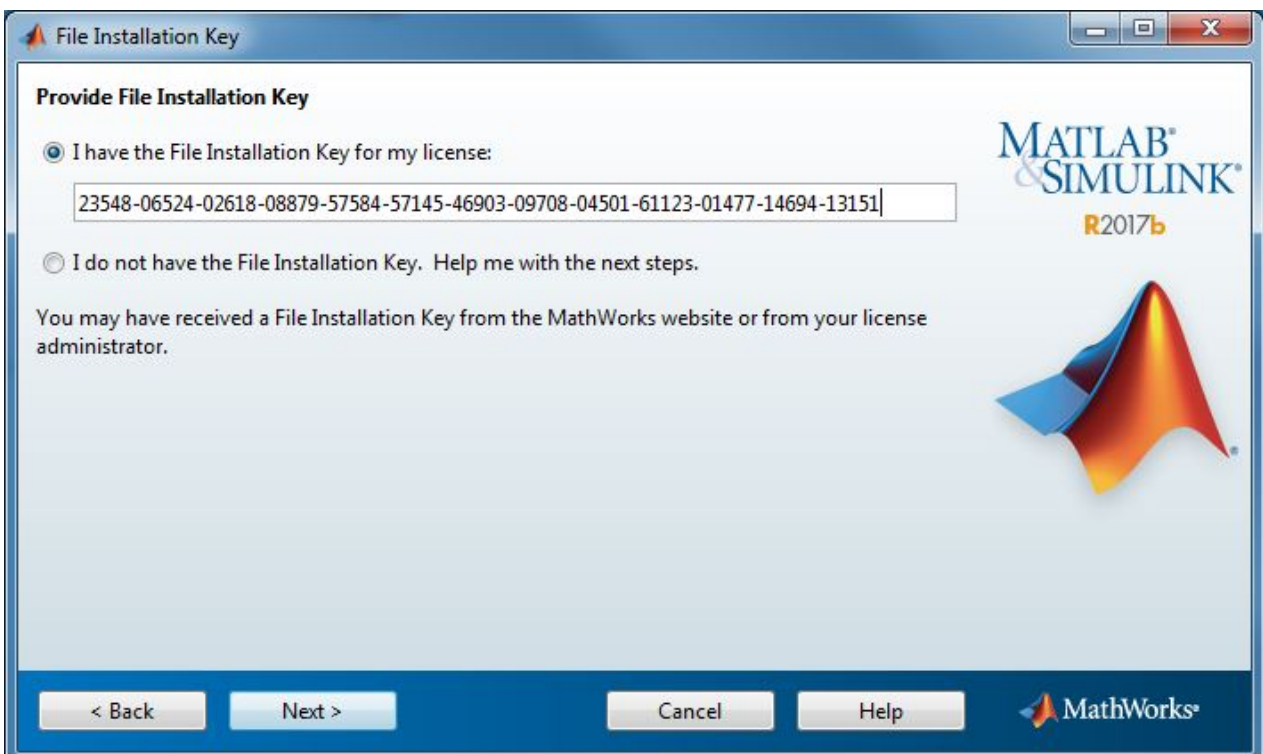 File Installation Key
Provide File Installation Key
I have the File Installation Key for my license:
23548-06524-02618-08879-57584-57145-46903-09708-04501-61123-01477-14694-13151
I do not have the File Installation Key.  Help me with the next steps.
You may have received a File Installation Key from the MathWorks website or from your license
administrator.
MATLAB®
&SIMULINK®
R2017b
< Back
Next >
Cancel
Help
MathWorks®